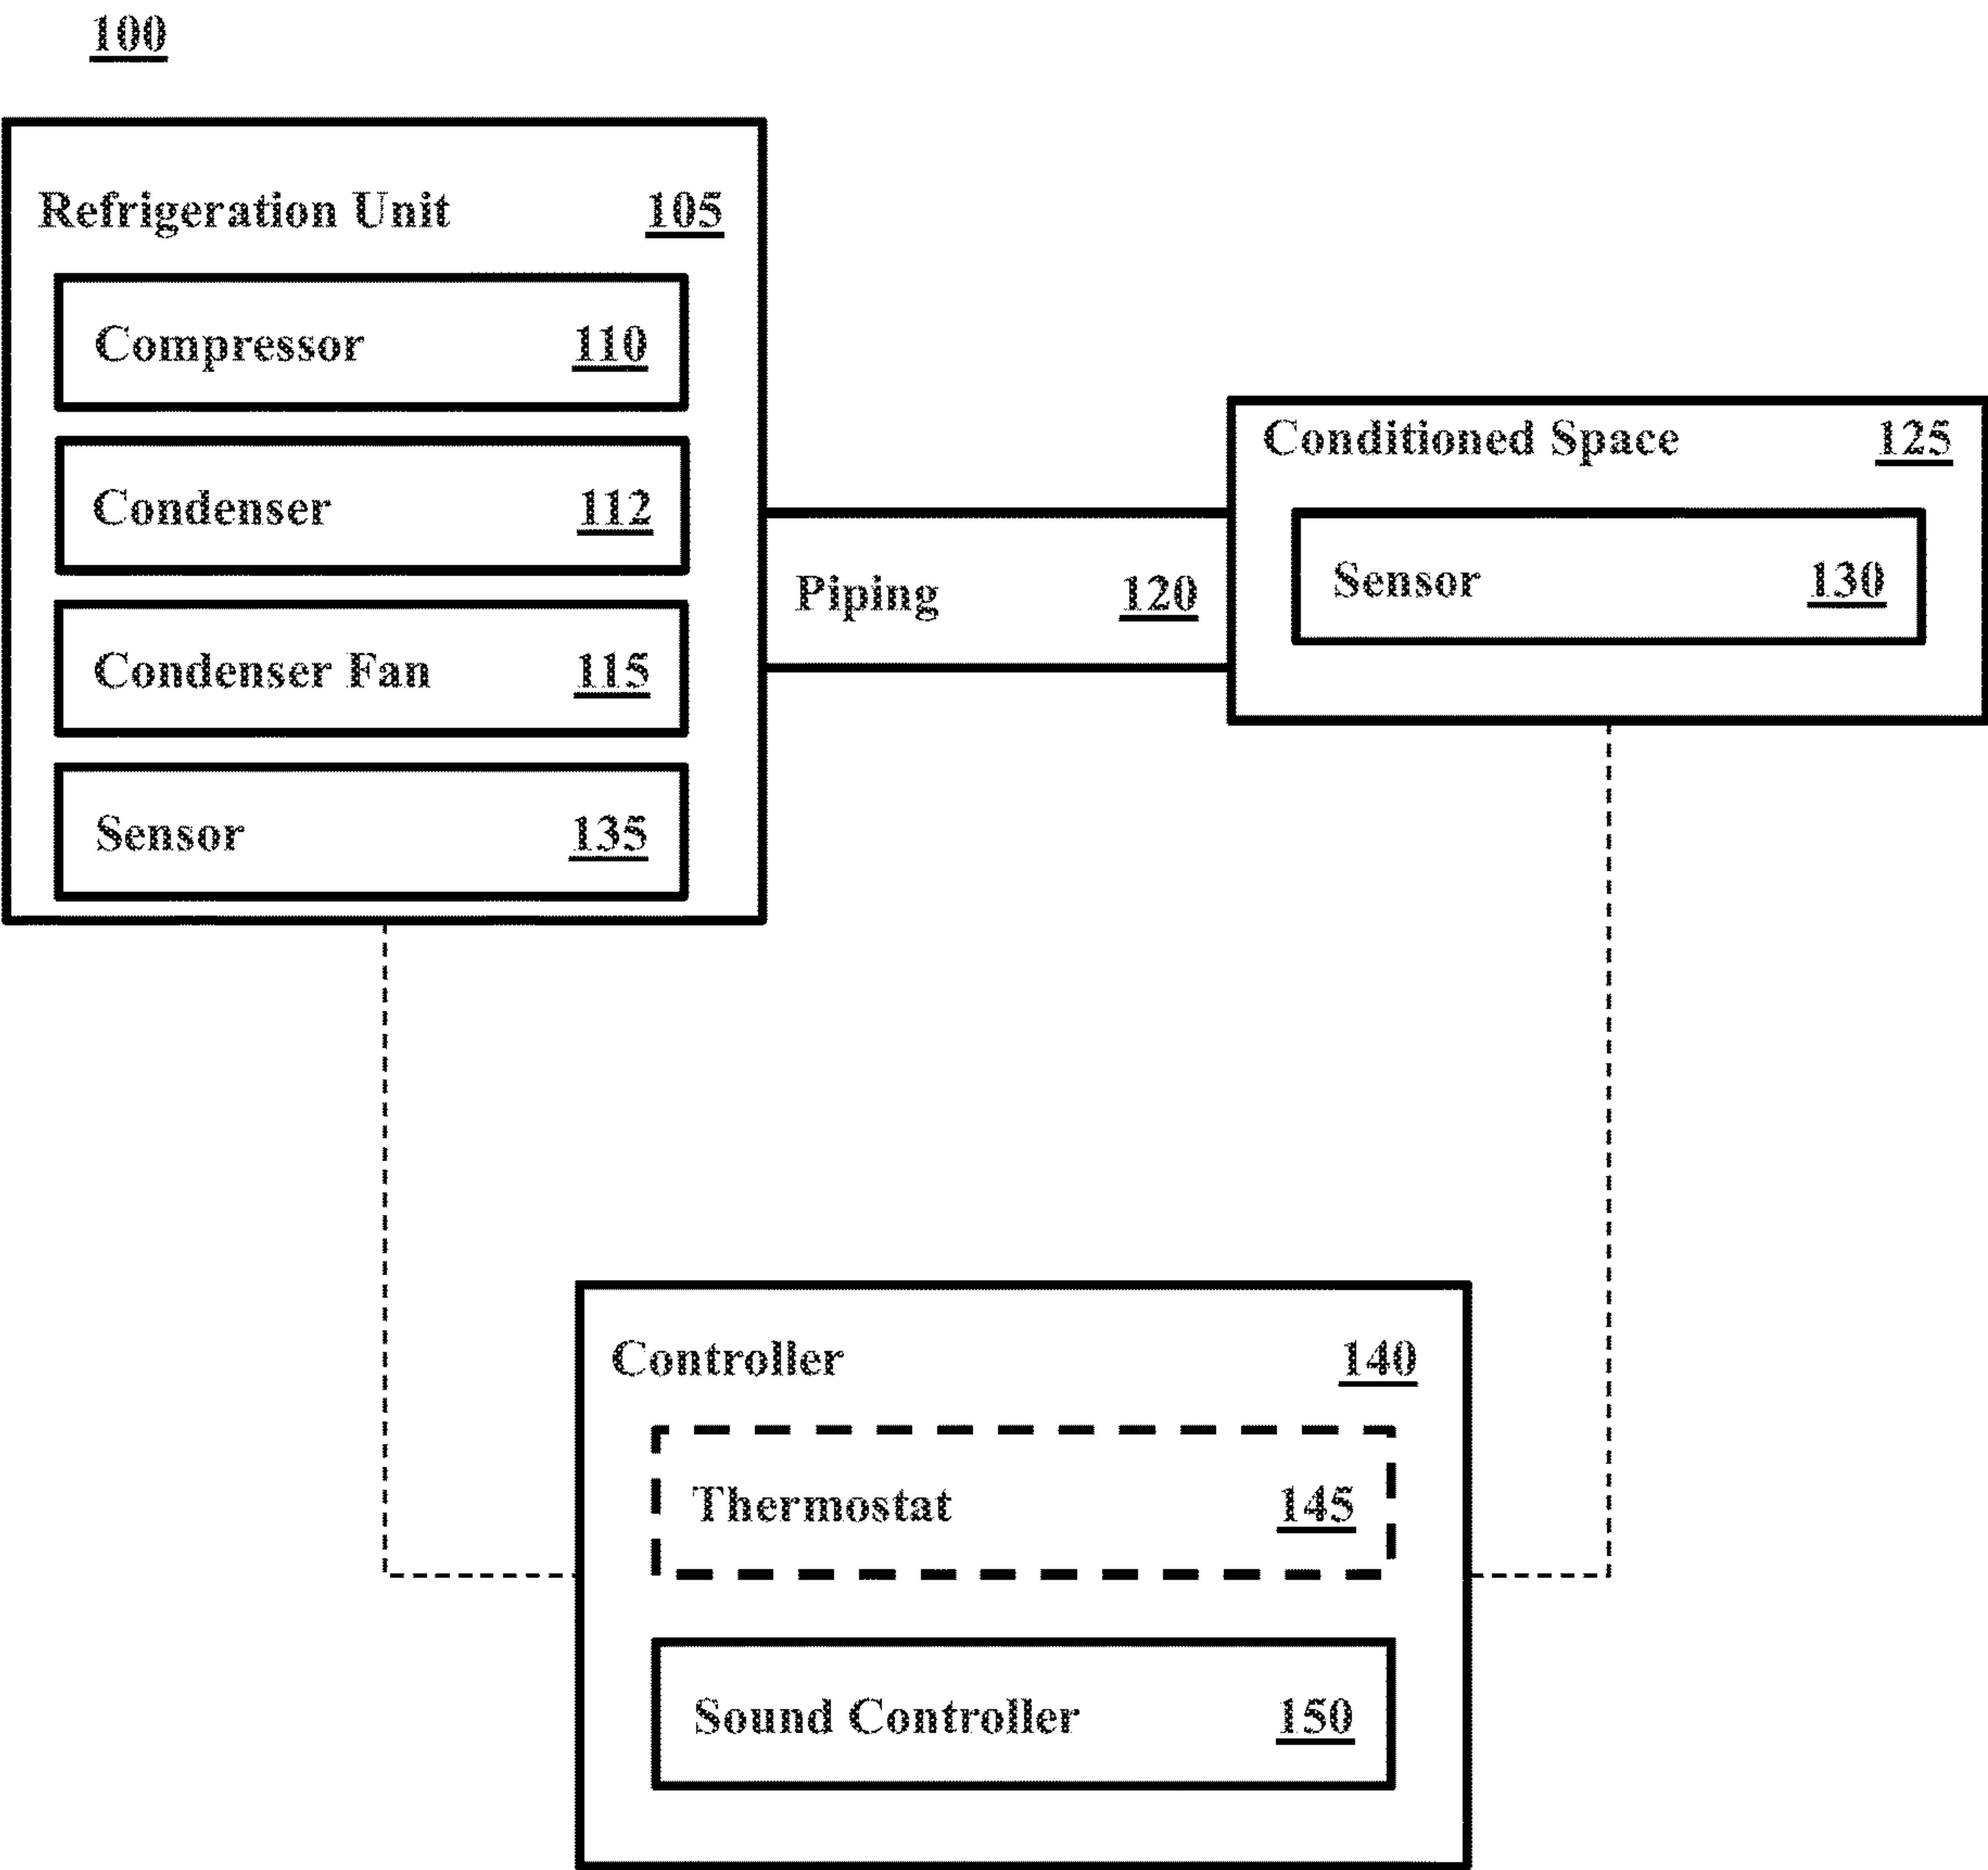 100
Refrigeration Unit 105
Compressor 110
Condenser 112
Condenser Fan 115
Sensor 135
Piping 120
Conditioned Space 125
Sensor 130
Controller 140
Thermostat 145
Sound Controller 150